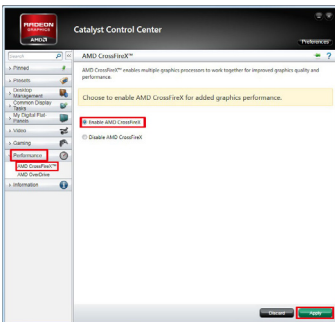 RADEON
GRAPHICS
AMD
Catalyst Control Center
Preferences
Search
Pinned
Presets
Desktop
Management
Common Display
Tasks
My Digital Flat-
Panels
Video
Gaming
Performance
AMD CrossFireX™
AMD OverDrive
Information
AMD CrossFireX™
AMD CrossFireX™ enables multiple graphics processors to work together for improved graphics quality and
performance.
Choose to enable AMD CrossFireX for added graphics performance.
Enable AMD CrossFireX
Disable AMD CrossFireX
Discard
Apply